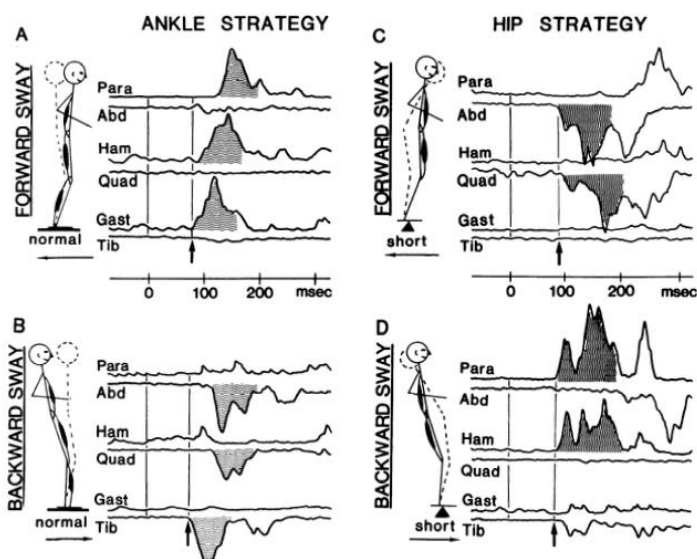 ANKLE STRATEGY
HIP STRATEGY
A
FORWARD SWAY
normal
Para
Abd
Ham
Quad
Gast
Tib
0 100 200 msec
C
FORWARD SWAY
short
Para
Abd
Ham
Quad
Gast
Tib
0 100 200 msec
B
BACKWARD SWAY
normal
Para
Abd
Ham
Quad
Gast
Tib
D
BACKWARD SWAY
short
Para
Abd
Ham
Quad
Gast
Tib